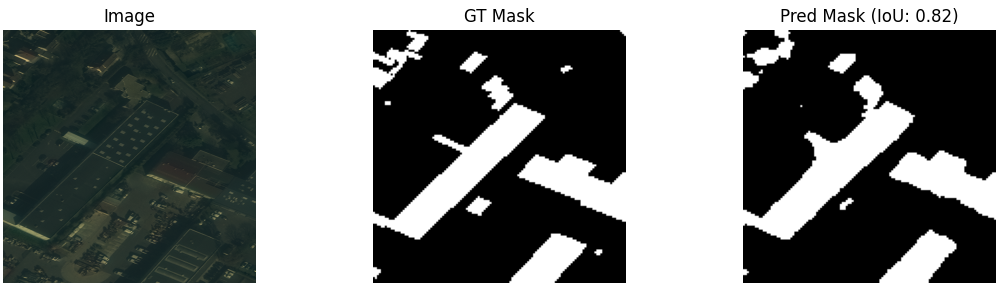 Image
GT Mask
Pred Mask (IoU: 0.82)